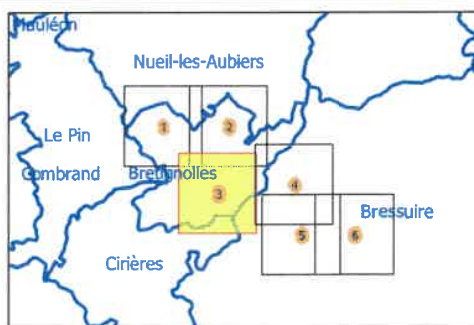 Mauléon
Nueil-les-Aubiers
1 2
Le Pin
Combrand Bretignolles
3 4
Bressuire
5 6
Cirières